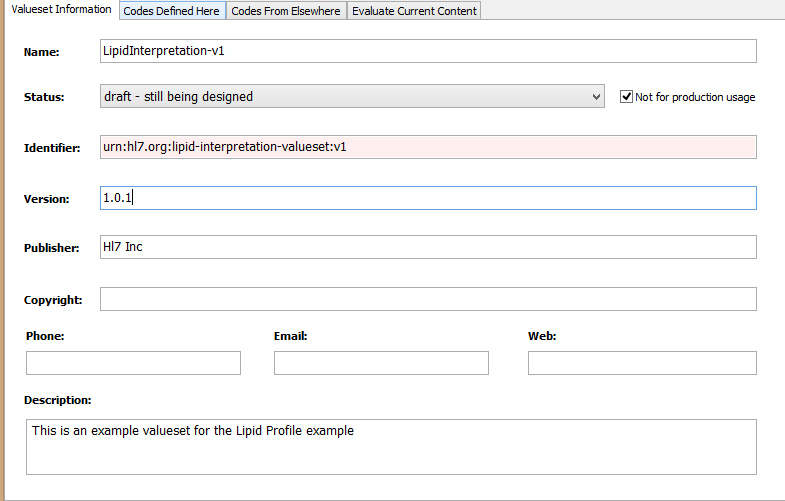 Valueset Information Codes Defined Here Codes From Elsewhere Evaluate Current Content
Name: LipidInterpretation-v1
Status: draft - still being designed Not for production usage
Identifier: urn:hl7.org:lipid-interpretation-valueset:v1
Version: 1.0.1
Publisher: Hl7 Inc
Copyright:
Phone: Email: Web:
Description:
This is an example valueset for the Lipid Profile example